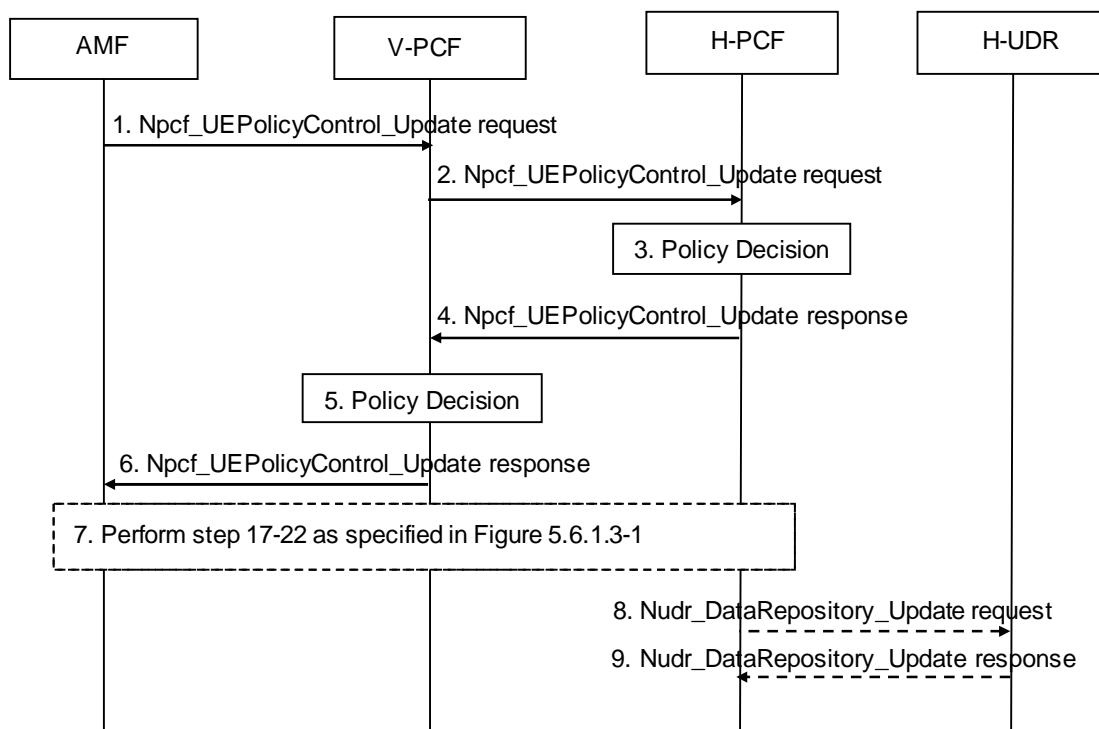 AMF
V-PCF
H-PCF
H-UDR
1. Npcf_UEPolicyControl_Update request
2. Npcf_UEPolicyControl_Update request
3. Policy Decision
4. Npcf_UEPolicyControl_Update response
5. Policy Decision
6. Npcf_UEPolicyControl_Update response
7. Perform step 17-22 as specified in Figure 5.6.1.3-1
8. Nudr_DataRepository_Update request
9. Nudr_DataRepository_Update response